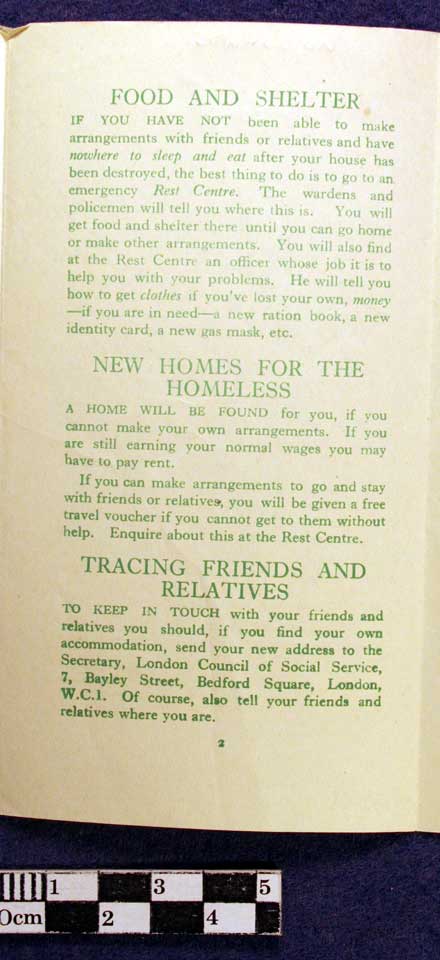 FOOD AND SHELTER
IF YOU HAVE NOT been able to make
arrangements with friends or relatives and have
nowhere to sleep and eat after your house has
been destroyed, the best thing to do is to go to an
emergency Rest Centre. The wardens and
policemen will tell you where this is. You will
get food and shelter there until you can go home
or make other arrangements. You will also find
at the Rest Centre an officer whose job it is to
help you with your problems. He will tell you
how to get clothes if you've lost your own, money
—if you are in need—a new ration book, a new
identity card, a new gas mask, etc.
NEW HOMES FOR THE
HOMELESS
A HOME WILL BE FOUND for you, if you
cannot make your own arrangements. If you
are still earning your normal wages you may
have to pay rent.
If you can make arrangements to go and stay
with friends or relatives, you will be given a free
travel voucher if you cannot get to them without
help. Enquire about this at the Rest Centre.
TRACING FRIENDS AND
RELATIVES
TO KEEP IN TOUCH with your friends and
relatives you should, if you find your own
accommodation, send your new address to the
Secretary, London Council of Social Service,
7, Bayley Street, Bedford Square, London,
W.C.1. Of course, also tell your friends and
relatives where you are.
2
1 3 5
0cm 2 4